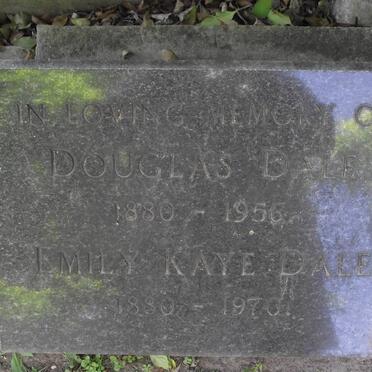 IN LOVING MEMORY O
DOUGLAS DALE
1880 - 1956.
EMILY KAYE DALE
1880 - 1970.